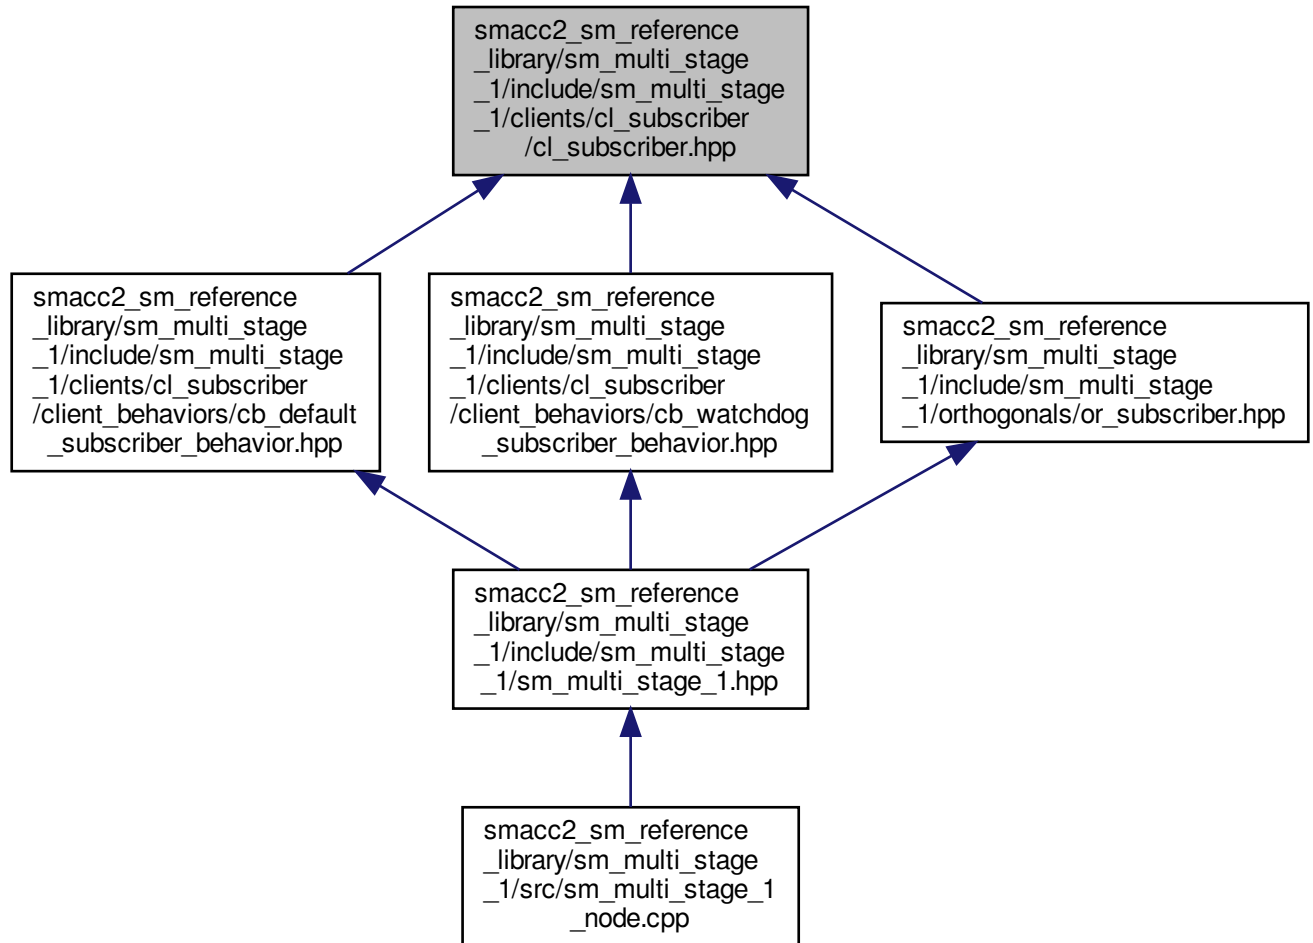 smacc2_sm_reference
_library/sm_multi_stage
_1/include/sm_multi_stage
_1/clients/cl_subscriber
/cl_subscriber.hpp
smacc2_sm_reference
_library/sm_multi_stage
_1/include/sm_multi_stage
_1/clients/cl_subscriber
/client_behaviors/cb_default
_subscriber_behavior.hpp
smacc2_sm_reference
_library/sm_multi_stage
_1/include/sm_multi_stage
_1/clients/cl_subscriber
/client_behaviors/cb_watchdog
_subscriber_behavior.hpp
smacc2_sm_reference
_library/sm_multi_stage
_1/include/sm_multi_stage
_1/orthogonals/or_subscriber.hpp
smacc2_sm_reference
_library/sm_multi_stage
_1/include/sm_multi_stage
_1/sm_multi_stage_1.hpp
smacc2_sm_reference
_library/sm_multi_stage
_1/src/sm_multi_stage_1
_node.cpp